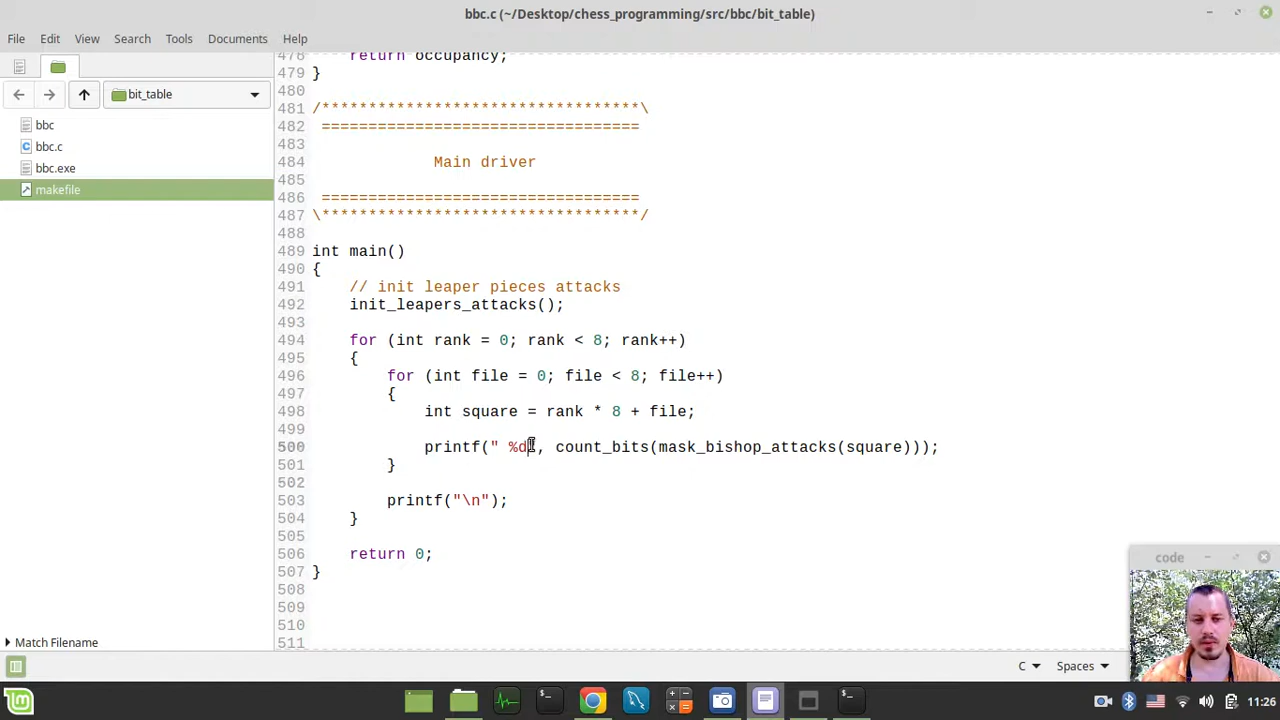 bbc.c (~/Desktop/chess_programming/src/bbc/bit_table)
File Edit View Search Tools Documents Help
bit_table
bbc
bbc.c
bbc.exe
makefile
Match Filename
478 return occupancy;
479 }
480
481 /**********************************\
482 ==================================
483
484 Main driver
485
486 ==================================
487 \**********************************/
488
489 int main()
490 {
491 // init leaper pieces attacks
492 init_leapers_attacks();
493
494 for (int rank = 0; rank < 8; rank++)
495 {
496 for (int file = 0; file < 8; file++)
497 {
498 int square = rank * 8 + file;
499
500 printf(" %d", count_bits(mask_bishop_attacks(square)));
501 }
502
503 printf("\n");
504 }
505
506 return 0;
507 }
508
509
510
511
code
C Spaces
11:26